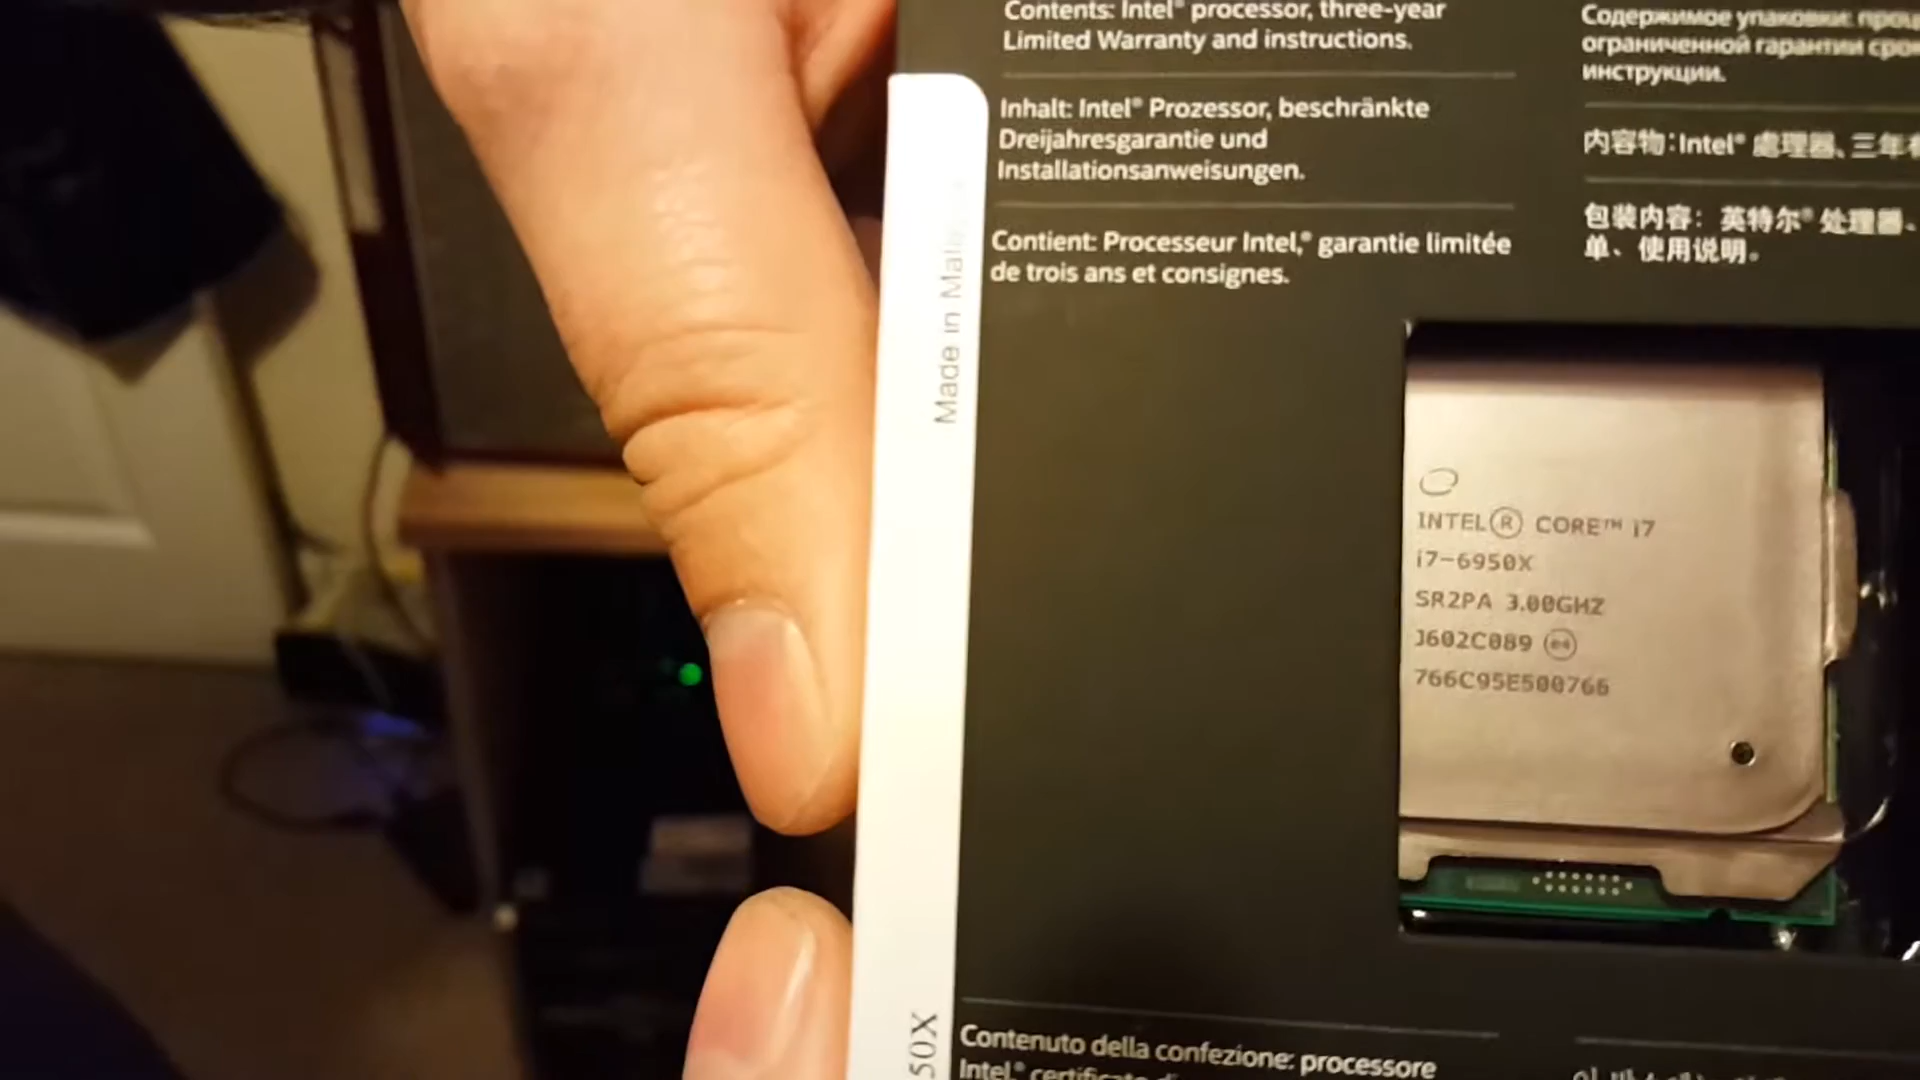 Contents: Intel® processor, three-year
Limited Warranty and instructions.
Inhalt: Intel® Prozessor, beschränkte
Dreijahresgarantie und
Installationsanweisungen.
Contient: Processeur Intel,® garantie limitée
de trois ans et consignes.
Содержимое упаковки:
ограниченной гарантии
инструкции.
内容物:Intel® 處理器、三年
包装内容: 英特尔® 处理器、
单、使用说明。
Made in
INTEL® CORE™ i7
i7-6950X
SR2PA 3.00GHZ
J602C089 e4
766C95E500766
50X
Contenuto della confezione: processore
Intel,® certificato